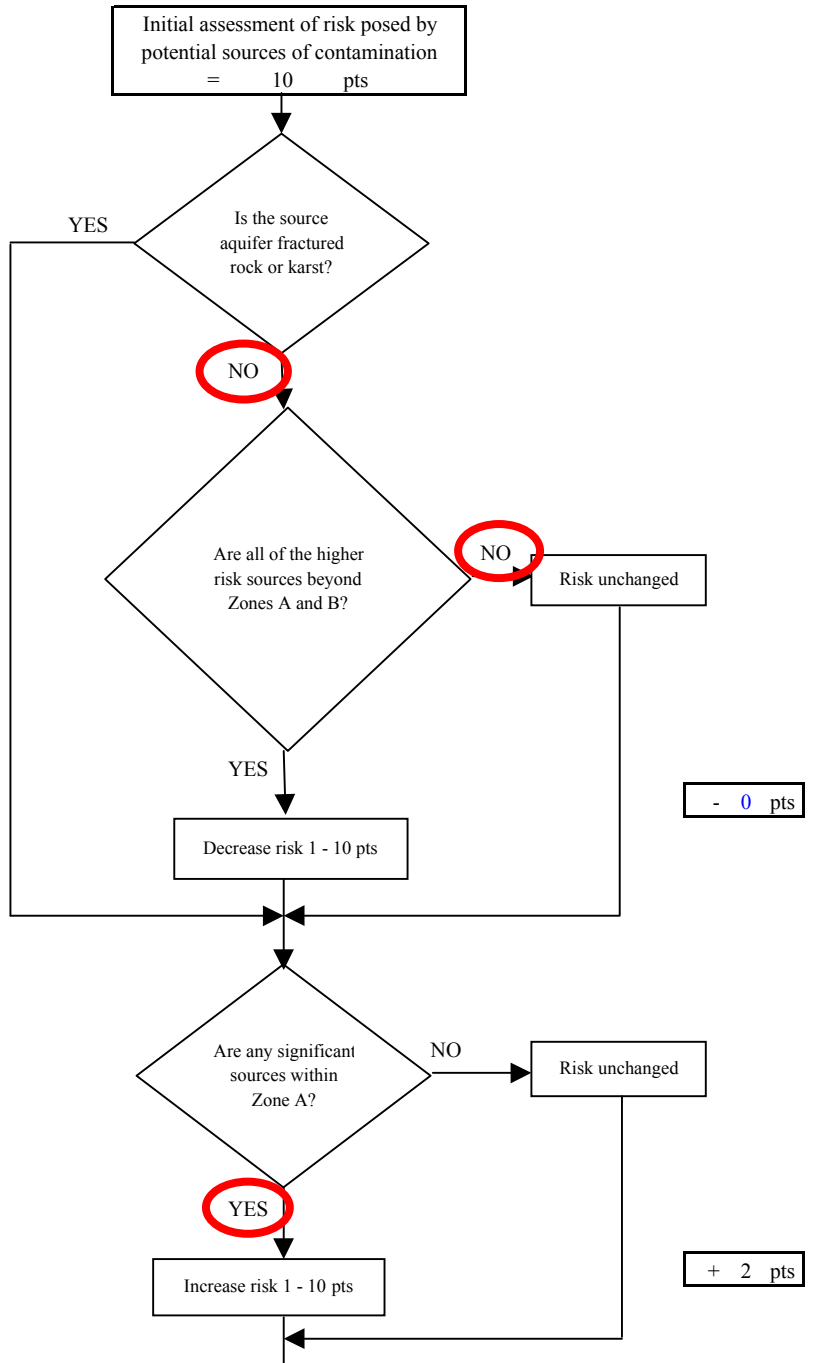 Initial assessment of risk posed by
potential sources of contamination
= 10 pts
YES
Is the source
aquifer fractured
rock or karst?
NO
Are all of the higher
risk sources beyond
Zones A and B?
NO
Risk unchanged
YES
- 0 pts
Decrease risk 1 - 10 pts
Are any significant
sources within
Zone A?
NO
Risk unchanged
YES
+ 2 pts
Increase risk 1 - 10 pts